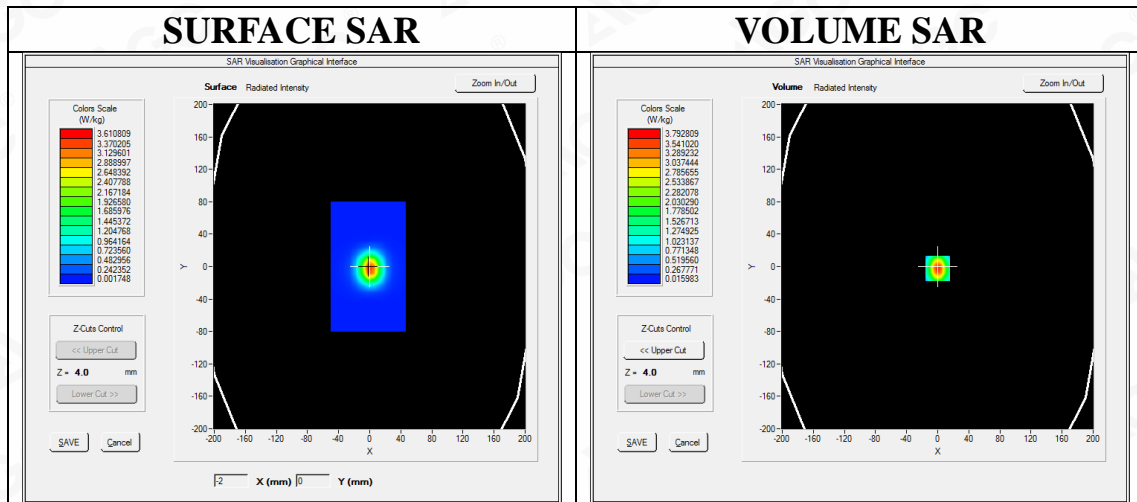 SURFACE SAR
SAR Visualisation Graphical Interface
Surface Radiated Intensity
Zoom In/Out
Colors Scale
(W/kg)
3.610809
3.370205
3.129601
2.888997
2.648392
2.407788
2.167184
1.926580
1.685976
1.445372
1.204768
0.964164
0.723560
0.482956
0.242352
0.001748
Z-Cuts Control
<< Upper Cut
Z = 4.0 mm
Lower Cut >>
SAVE Cancel
200
160
120
80
40
0
-40
-80
-120
-160
-200
Y
-200 -160 -120 -80 -40 0 40 80 120 160 200
X
-2 X (mm) 0 Y (mm)
VOLUME SAR
SAR Visualisation Graphical Interface
Volume Radiated Intensity
Zoom In/Out
Colors Scale
(W/kg)
3.792809
3.541020
3.289232
3.037444
2.785655
2.533867
2.282078
2.030290
1.778502
1.526713
1.274925
1.023137
0.771348
0.519560
0.267771
0.015983
Z-Cuts Control
<< Upper Cut
Z = 4.0 mm
Lower Cut >>
SAVE Cancel
200
160
120
80
40
0
-40
-80
-120
-160
-200
Y
-200 -160 -120 -80 -40 0 40 80 120 160 200
X